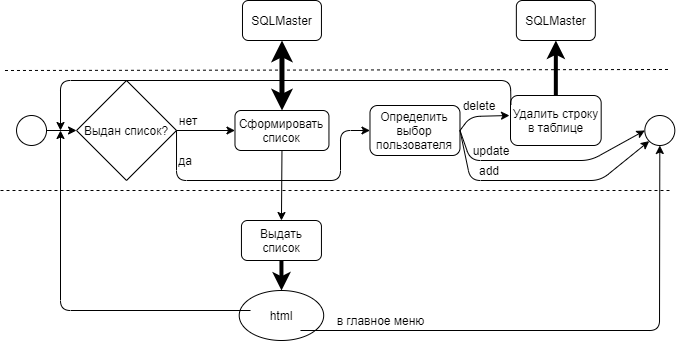 SQLMaster
SQLMaster
Выдан список?
нет
да
Сформировать
список
Определить
выбор
пользователя
delete
Удалить строку
в таблице
update
add
Выдать
список
html
в главное меню